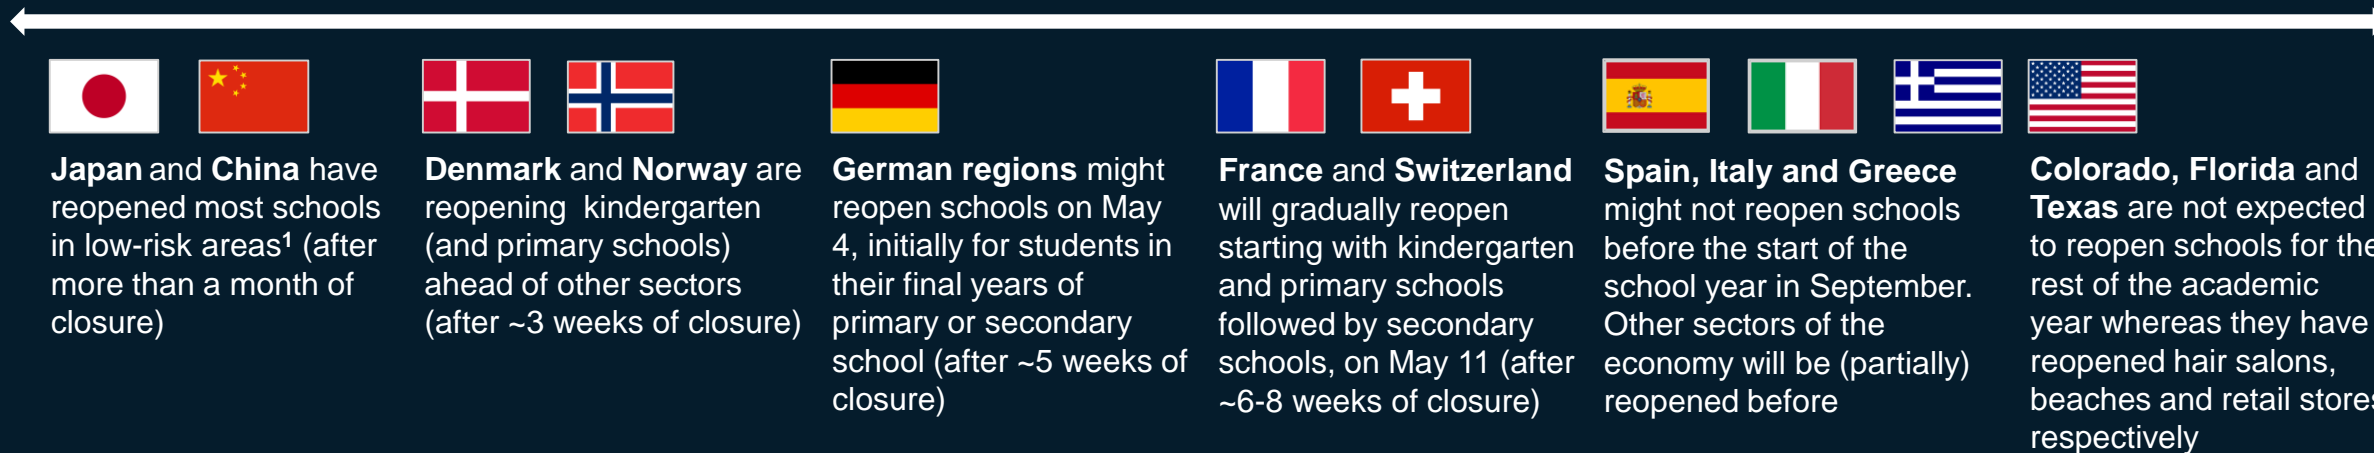 Japan and China have
reopened most schools
in low-risk areas¹ (after
more than a month of
closure)
Denmark and Norway are
reopening kindergarten
(and primary schools)
ahead of other sectors
(after ~3 weeks of closure)
German regions might
reopen schools on May
4, initially for students in
their final years of
primary or secondary
school (after ~5 weeks of
closure)
France and Switzerland
will gradually reopen
starting with kindergarten
and primary schools
followed by secondary
schools, on May 11 (after
~6-8 weeks of closure)
Spain, Italy and Greece
might not reopen schools
before the start of the
school year in September.
Other sectors of the
economy will be (partially)
reopened before
Colorado, Florida and
Texas are not expected
to reopen schools for the
rest of the academic
year whereas they have
reopened hair salons,
beaches and retail stores
respectively